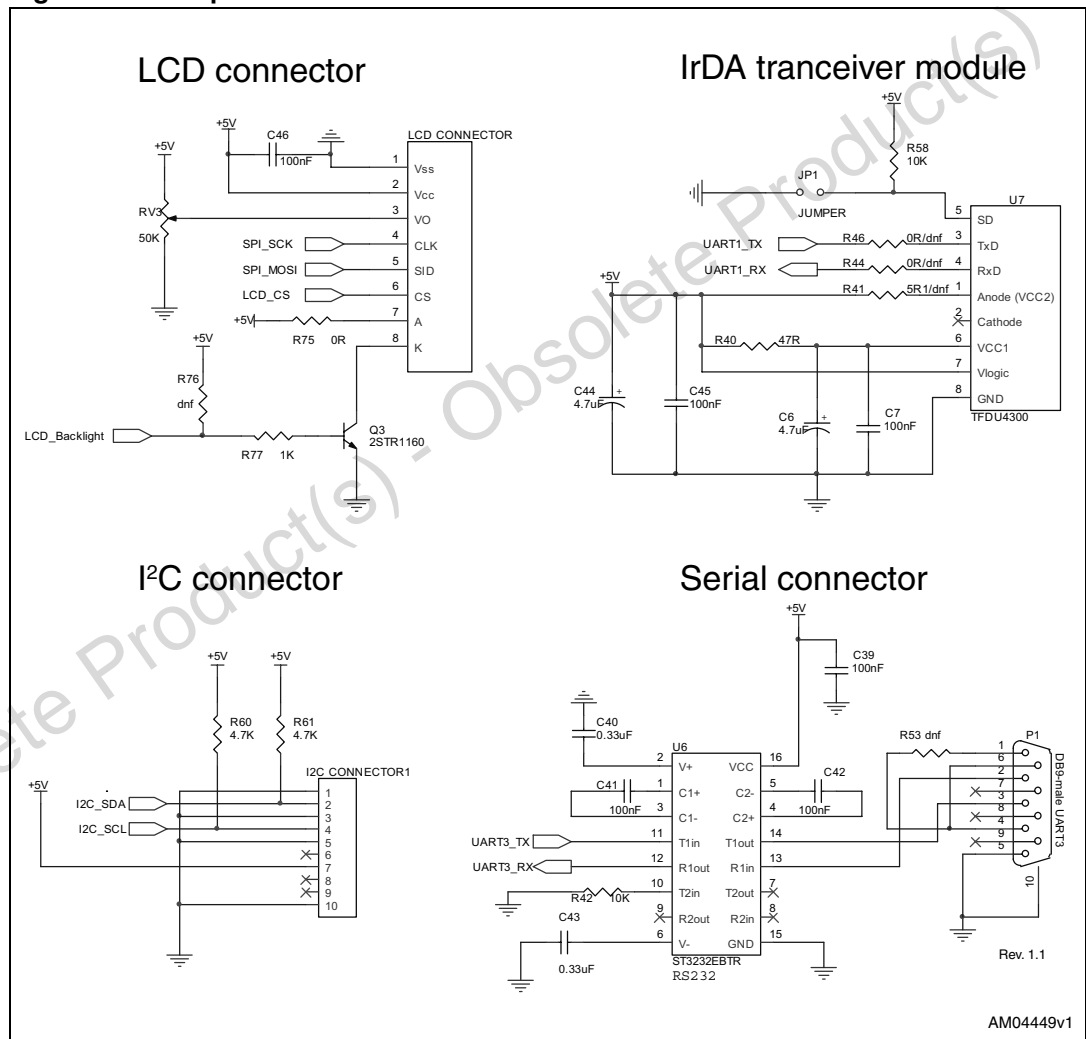 LCD connector
+5V
C46
100nF
LCD CONNECTOR
+5V
RV3
50K
1 Vss
2 Vcc
3 VO
SPI_SCK 4 CLK
SPI_MOSI 5 SID
LCD_CS 6 CS
+5V R75 0R 7 A
8 K
+5V
R76
dnf
LCD_Backlight
R77 1K
Q3
2STR1160
IrDA tranceiver module
+5V
R58
10K
JP1
JUMPER
U7
5 SD
UART1_TX R46 0R/dnf 3 TxD
UART1_RX R44 0R/dnf 4 RxD
+5V
R41 5R1/dnf 1 Anode (VCC2)
2 Cathode
R40 47R 6 VCC1
7 Vlogic
8 GND
TFDU4300
C44
4.7uF
+
C45
100nF
C6
4.7uF
+
C7
100nF
I²C connector
+5V
+5V
R60
4.7K
R61
4.7K
+5V
I2C CONNECTOR1
I2C_SDA
I2C_SCL
1
2
3
4
5
6
7
8
9
10
Serial connector
+5V
C39
100nF
C40
0.33uF
U6
2 V+ VCC 16
C41
100nF
1 C1+ C2- 5
C42
100nF
3 C1- C2+ 4
UART3_TX 11 T1in T1out 14
UART3_RX 12 R1out R1in 13
R42 10K 10 T2in T2out 7
9 R2out R2in 8
C43
0.33uF
6 V- GND 15
ST3232EBTR
RS232
R53 dnf
P1
1
6
2
7
3
8
4
9
5
10
DB9-male UART3
Rev. 1.1
AM04449v1
Obsolete Product(s) - Obsolete Product(s)